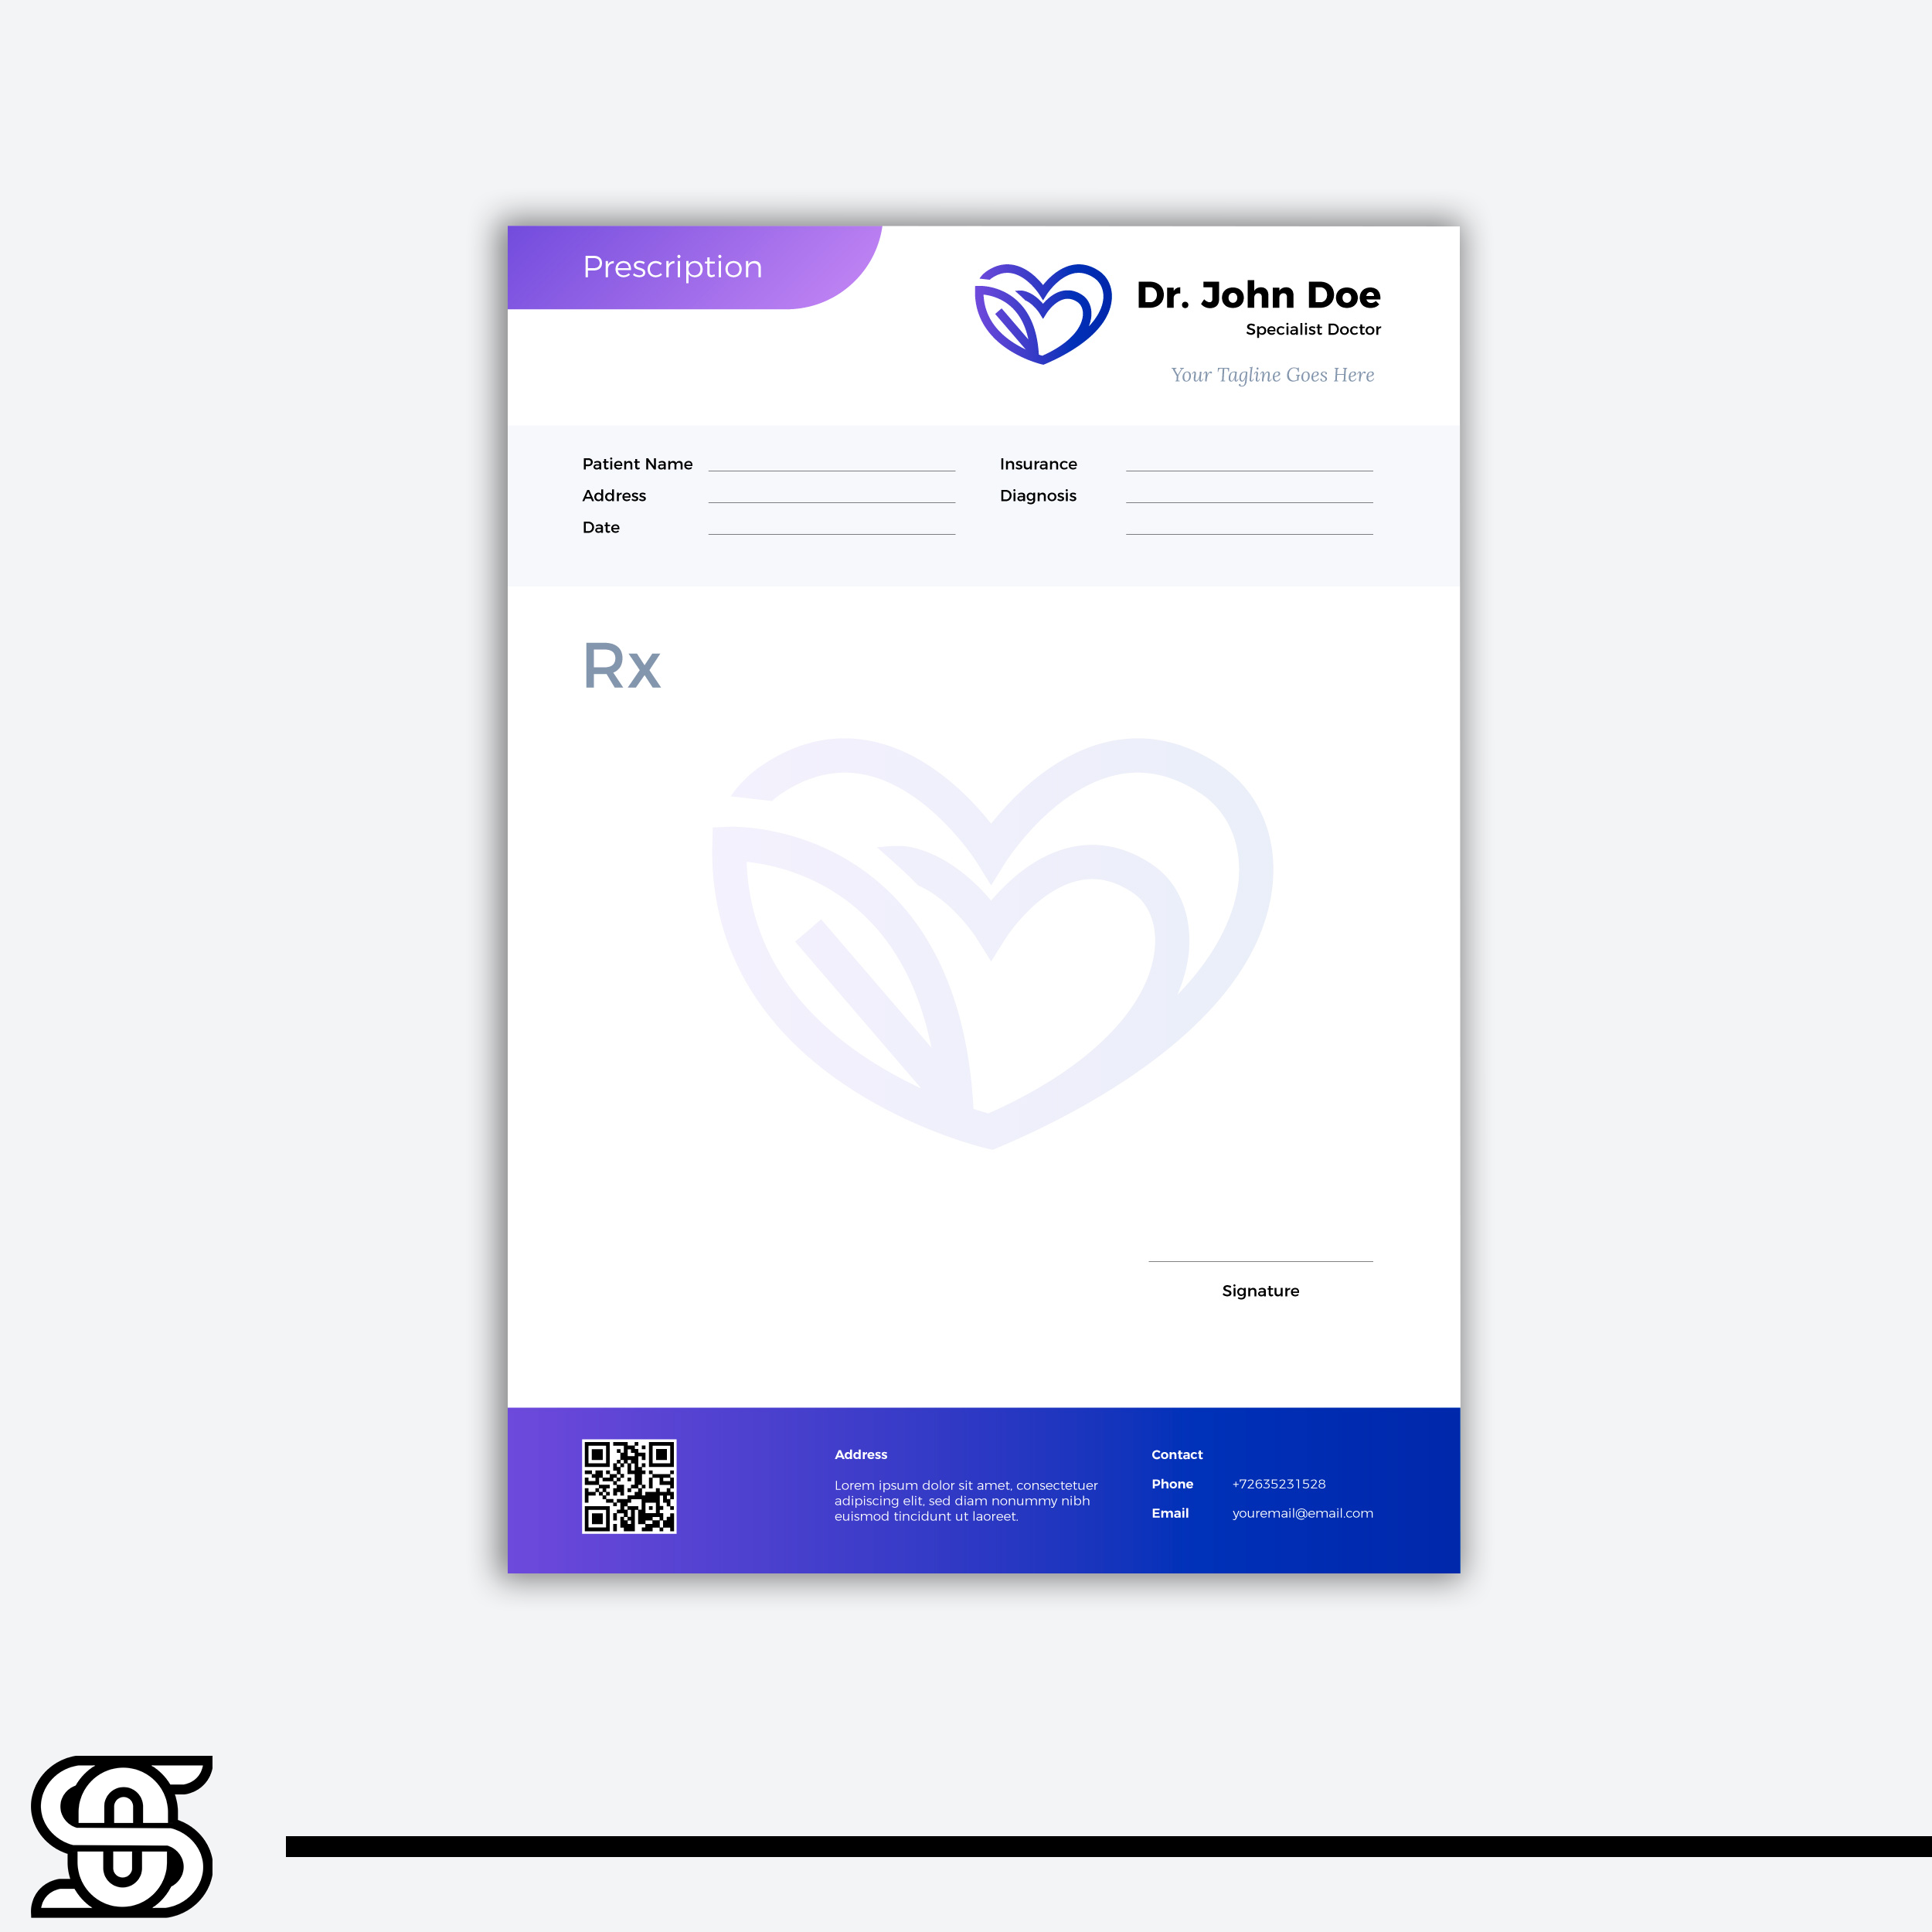 Prescription
Dr. John Doe
Specialist Doctor
Your Tagline Goes Here
Patient Name
Address
Date
Insurance
Diagnosis
Rx
Signature
Address
Lorem ipsum dolor sit amet, consectetuer
adipiscing elit, sed diam nonummy nibh
euismod tincidunt ut laoreet.
Contact
Phone +72635231528
Email youremail@email.com